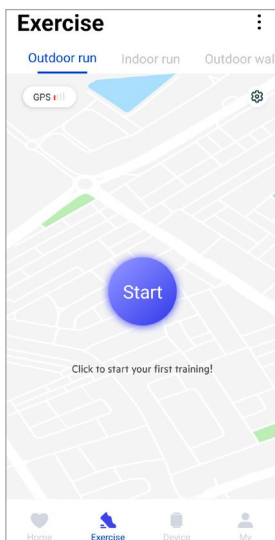 Exercise
Outdoor run Indoor run Outdoor wal
GPS
Start
Click to start your first training!
Home Exercise Device My